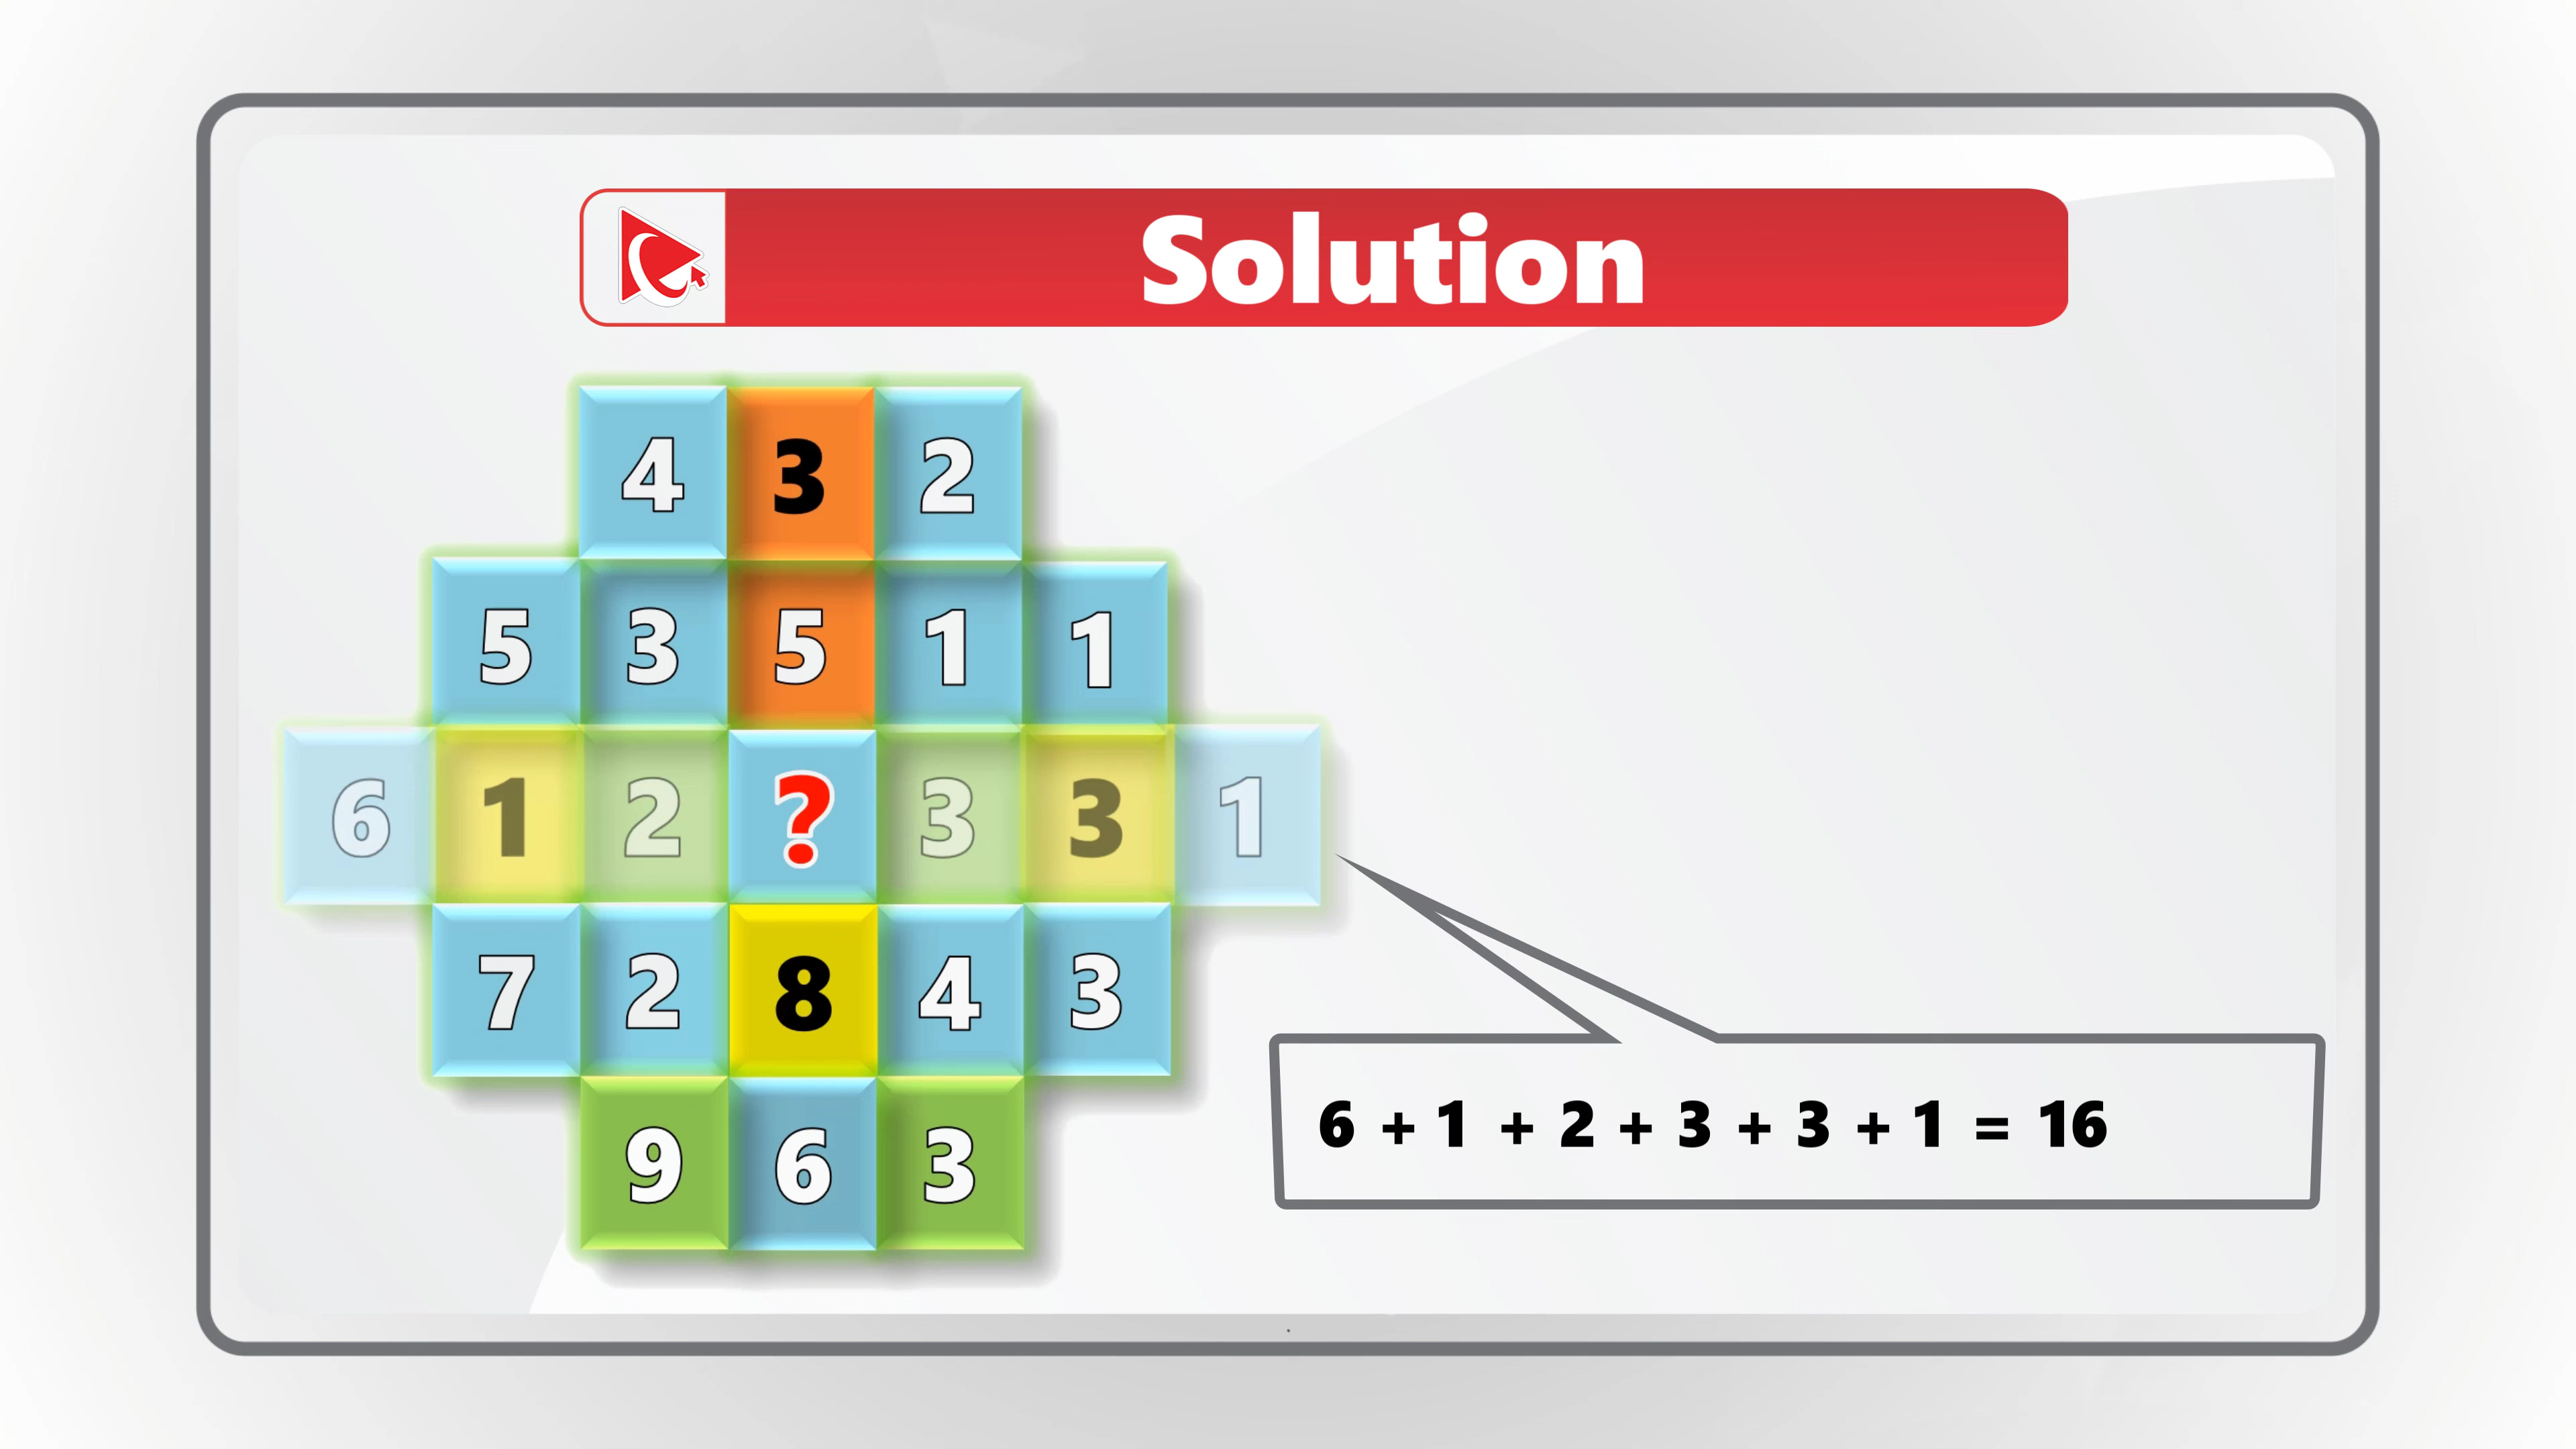 Solution
4 3 2
5 3 5 1 1
6 1 2 ? 3 3 1
7 2 8 4 3
9 6 3
6 + 1 + 2 + 3 + 3 + 1 = 16